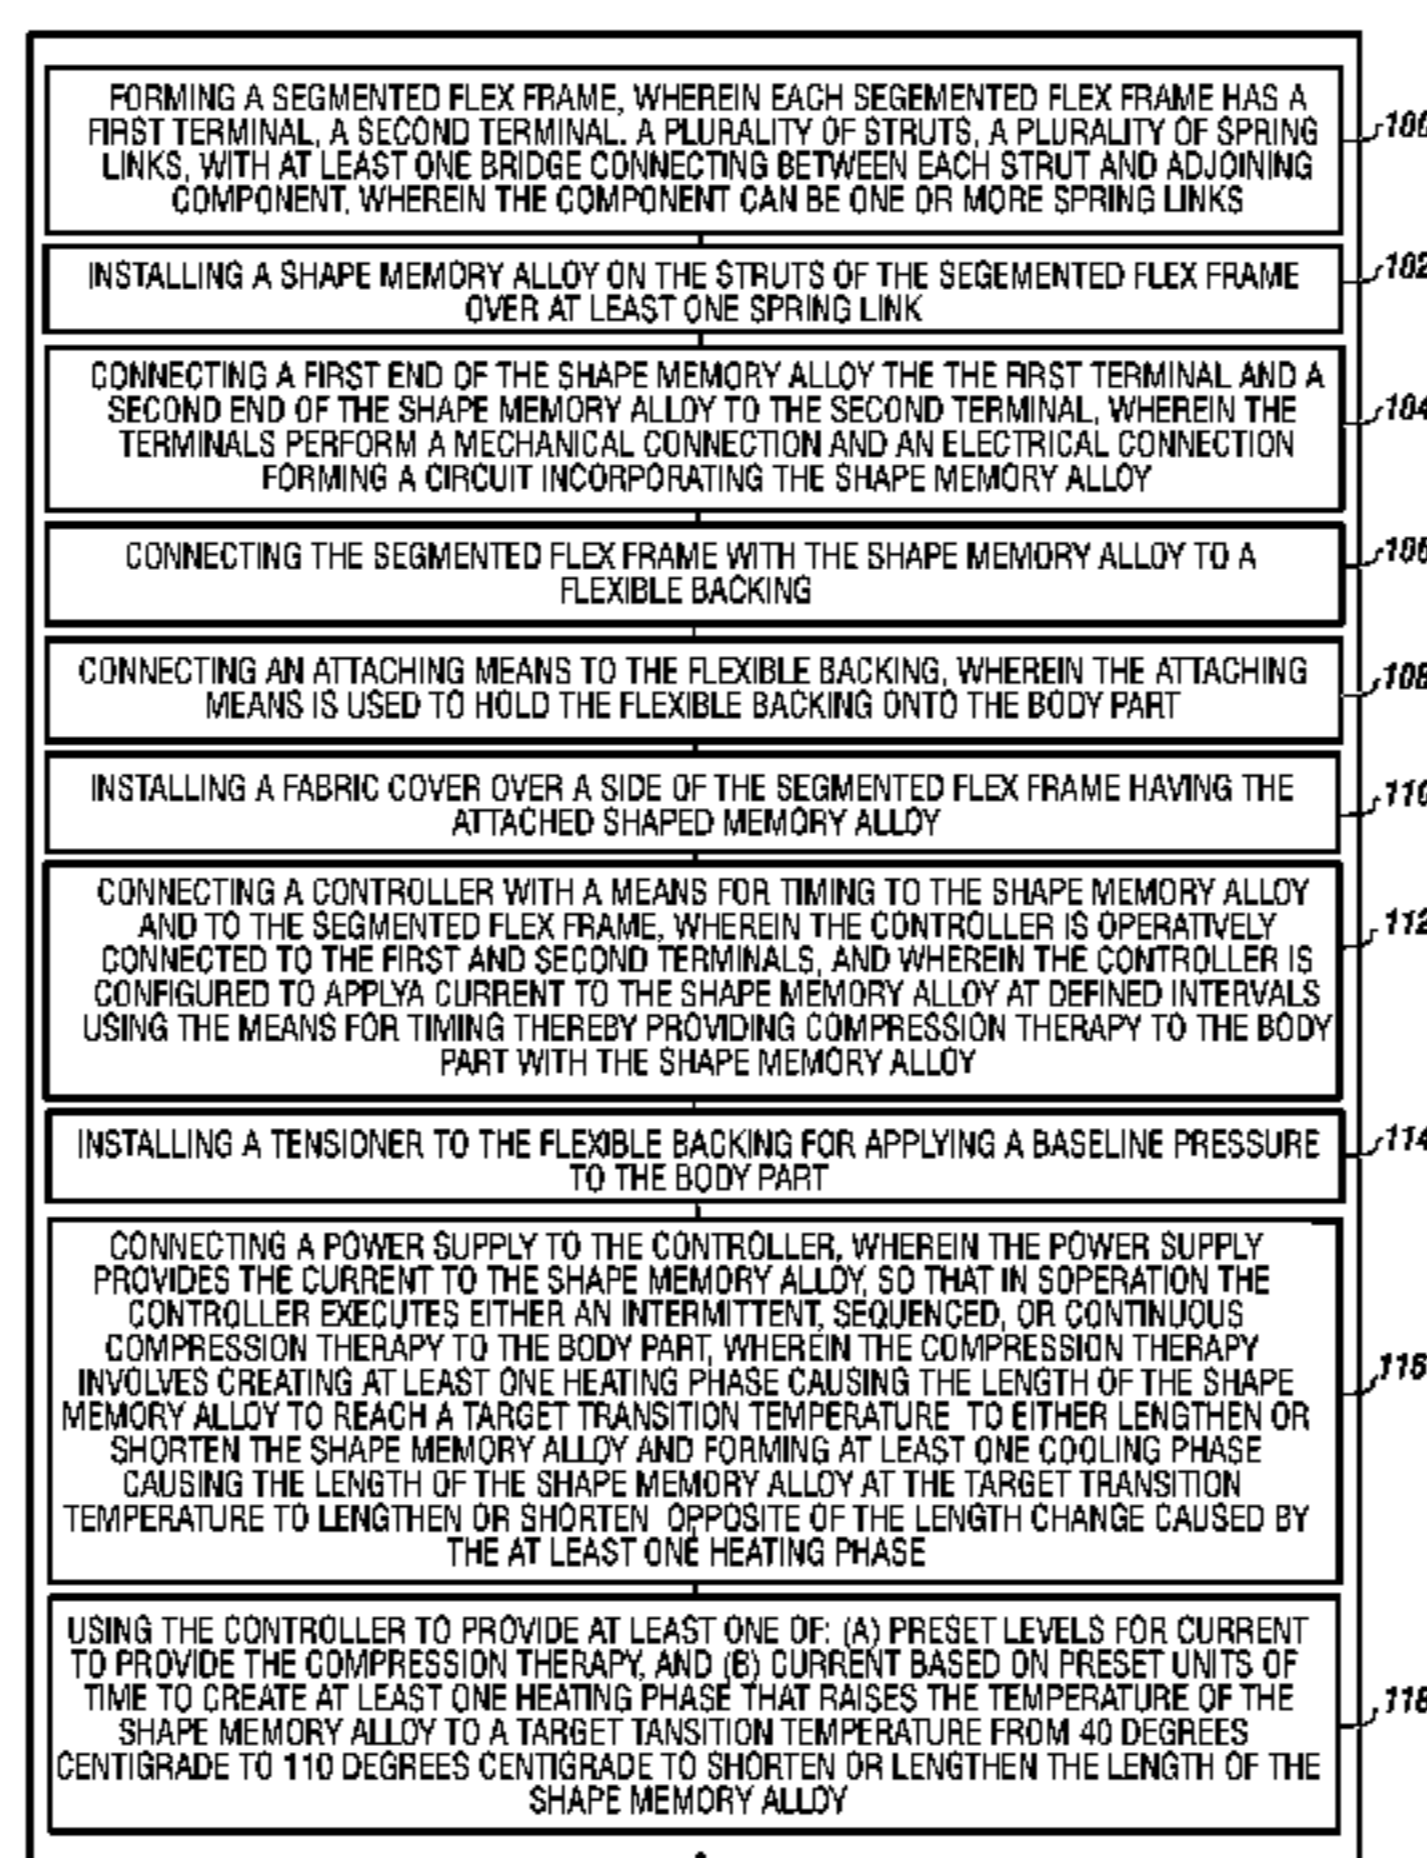 FORMING A SEGMENTED FLEX FRAME, WHEREIN EACH SEGEMENTED FLEX FRAME HAS A
FIRST TERMINAL, A SECOND TERMINAL. A PLURALITY OF STRUTS, A PLURALITY OF SPRING
LINKS, WITH AT LEAST ONE BRIDGE CONNECTING BETWEEN EACH STRUT AND ADJOINING
COMPONENT, WHEREIN THE COMPONENT CAN BE ONE OR MORE SPRING LINKS
100
INSTALLING A SHAPE MEMORY ALLOY ON THE STRUTS OF THE SEGEMENTED FLEX FRAME
OVER AT LEAST ONE SPRING LINK
102
CONNECTING A FIRST END OF THE SHAPE MEMORY ALLOY THE THE FIRST TERMINAL AND A
SECOND END OF THE SHAPE MEMORY ALLOY TO THE SECOND TERMINAL, WHEREIN THE
TERMINALS PERFORM A MECHANICAL CONNECTION AND AN ELECTRICAL CONNECTION
FORMING A CIRCUIT INCORPORATING THE SHAPE MEMORY ALLOY
104
CONNECTING THE SEGMENTED FLEX FRAME WITH THE SHAPE MEMORY ALLOY TO A
FLEXIBLE BACKING
106
CONNECTING AN ATTACHING MEANS TO THE FLEXIBLE BACKING, WHEREIN THE ATTACHING
MEANS IS USED TO HOLD THE FLEXIBLE BACKING ONTO THE BODY PART
108
INSTALLING A FABRIC COVER OVER A SIDE OF THE SEGMENTED FLEX FRAME HAVING THE
ATTACHED SHAPED MEMORY ALLOY
110
CONNECTING A CONTROLLER WITH A MEANS FOR TIMING TO THE SHAPE MEMORY ALLOY
AND TO THE SEGMENTED FLEX FRAME, WHEREIN THE CONTROLLER IS OPERATIVELY
CONNECTED TO THE FIRST AND SECOND TERMINALS, AND WHEREIN THE CONTROLLER IS
CONFIGURED TO APPLYA CURRENT TO THE SHAPE MEMORY ALLOY AT DEFINED INTERVALS
USING THE MEANS FOR TIMING THEREBY PROVIDING COMPRESSION THERAPY TO THE BODY
PART WITH THE SHAPE MEMORY ALLOY
112
INSTALLING A TENSIONER TO THE FLEXIBLE BACKING FOR APPLYING A BASELINE PRESSURE
TO THE BODY PART
114
CONNECTING A POWER SUPPLY TO THE CONTROLLER, WHEREIN THE POWER SUPPLY
PROVIDES THE CURRENT TO THE SHAPE MEMORY ALLOY, SO THAT IN SOPERATION THE
CONTROLLER EXECUTES EITHER AN INTERMITTENT, SEQUENCED, OR CONTINUOUS
COMPRESSION THERAPY TO THE BODY PART, WHEREIN THE COMPRESSION THERAPY
INVOLVES CREATING AT LEAST ONE HEATING PHASE CAUSING THE LENGTH OF THE SHAPE
MEMORY ALLOY TO REACH A TARGET TRANSITION TEMPERATURE TO EITHER LENGTHEN OR
SHORTEN THE SHAPE MEMORY ALLOY AND FORMING AT LEAST ONE COOLING PHASE
CAUSING THE LENGTH OF THE SHAPE MEMORY ALLOY AT THE TARGET TRANSITION
TEMPERATURE TO LENGTHEN OR SHORTEN OPPOSITE OF THE LENGTH CHANGE CAUSED BY
THE AT LEAST ONE HEATING PHASE
116
USING THE CONTROLLER TO PROVIDE AT LEAST ONE OF: (A) PRESET LEVELS FOR CURRENT
TO PROVIDE THE COMPRESSION THERAPY, AND (B) CURRENT BASED ON PRESET UNITS OF
TIME TO CREATE AT LEAST ONE HEATING PHASE THAT RAISES THE TEMPERATURE OF THE
SHAPE MEMORY ALLOY TO A TARGET TANSITION TEMPERATURE FROM 40 DEGREES
CENTIGRADE TO 110 DEGREES CENTIGRADE TO SHORTEN OR LENGTHEN THE LENGTH OF THE
SHAPE MEMORY ALLOY
118